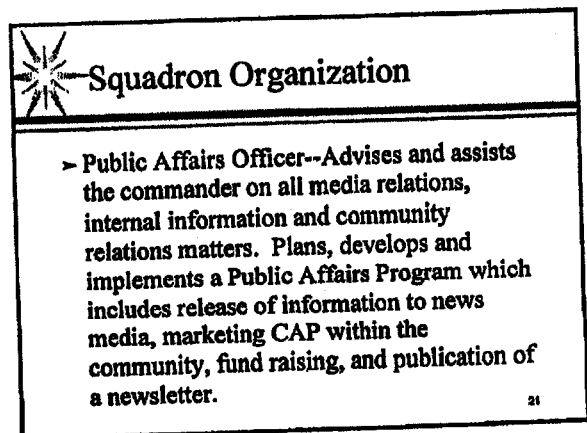 Squadron Organization
➤ Public Affairs Officer--Advises and assists
the commander on all media relations,
internal information and community
relations matters. Plans, develops and
implements a Public Affairs Program which
includes release of information to news
media, marketing CAP within the
community, fund raising, and publication of
a newsletter.
21